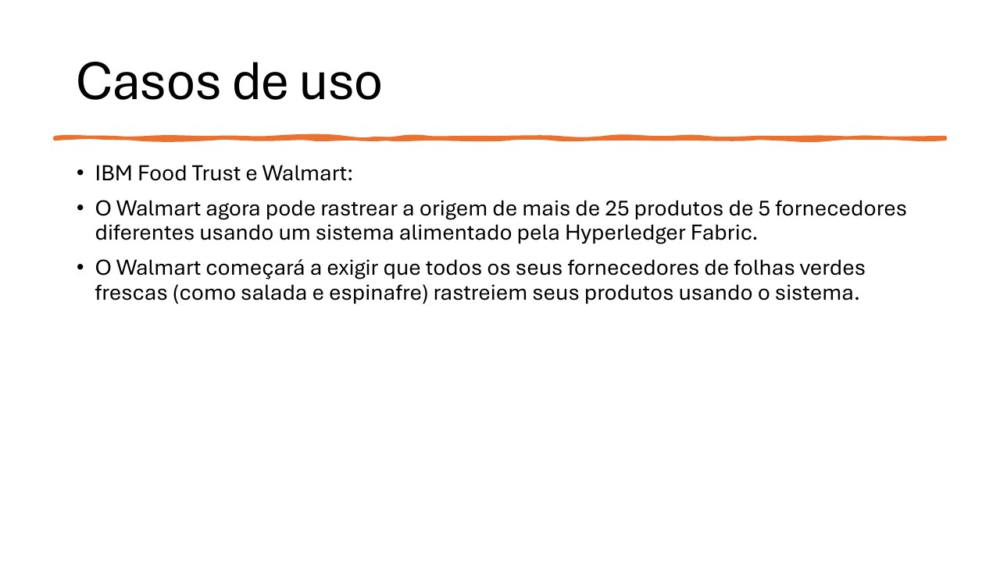 Casos de uso
• IBM Food Trust e Walmart:
• O Walmart agora pode rastrear a origem de mais de 25 produtos de 5 fornecedores
diferentes usando um sistema alimentado pela Hyperledger Fabric.
• O Walmart começará a exigir que todos os seus fornecedores de folhas verdes
frescas (como salada e espinafre) rastreiem seus produtos usando o sistema.